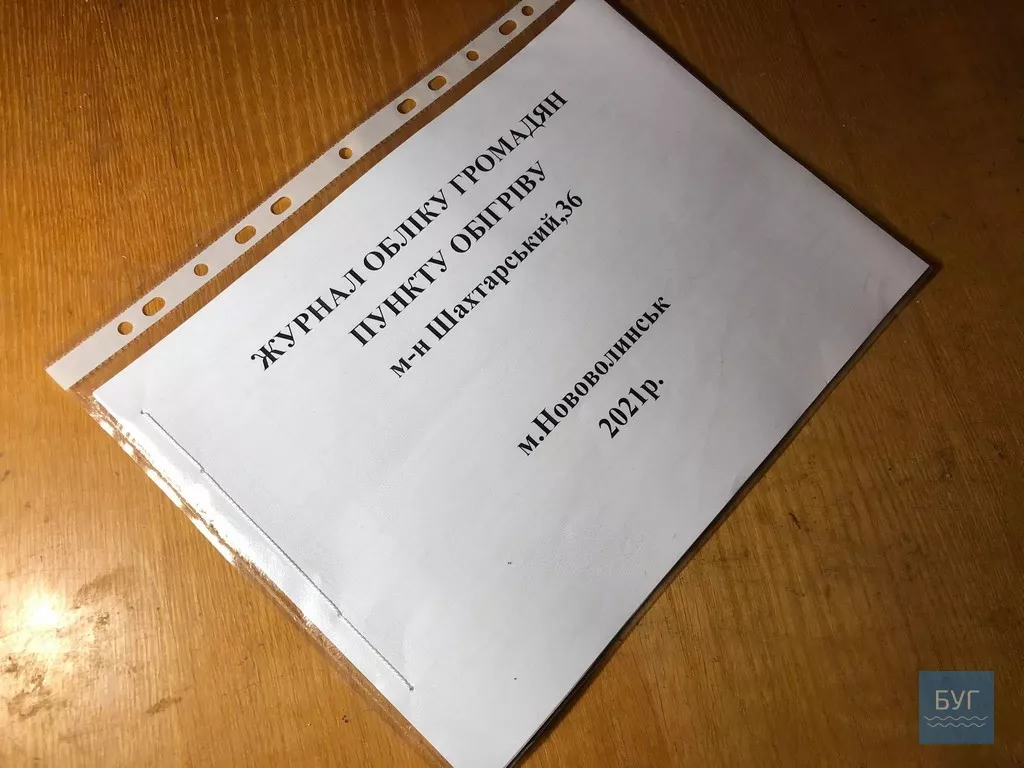 ЖУРНАЛ ОБЛІКУ ГРОМАДЯН
ПУНКТУ ОБІГРІВУ
м-н Шахтарський,36
м.Нововолинськ
2021р.
БУГ